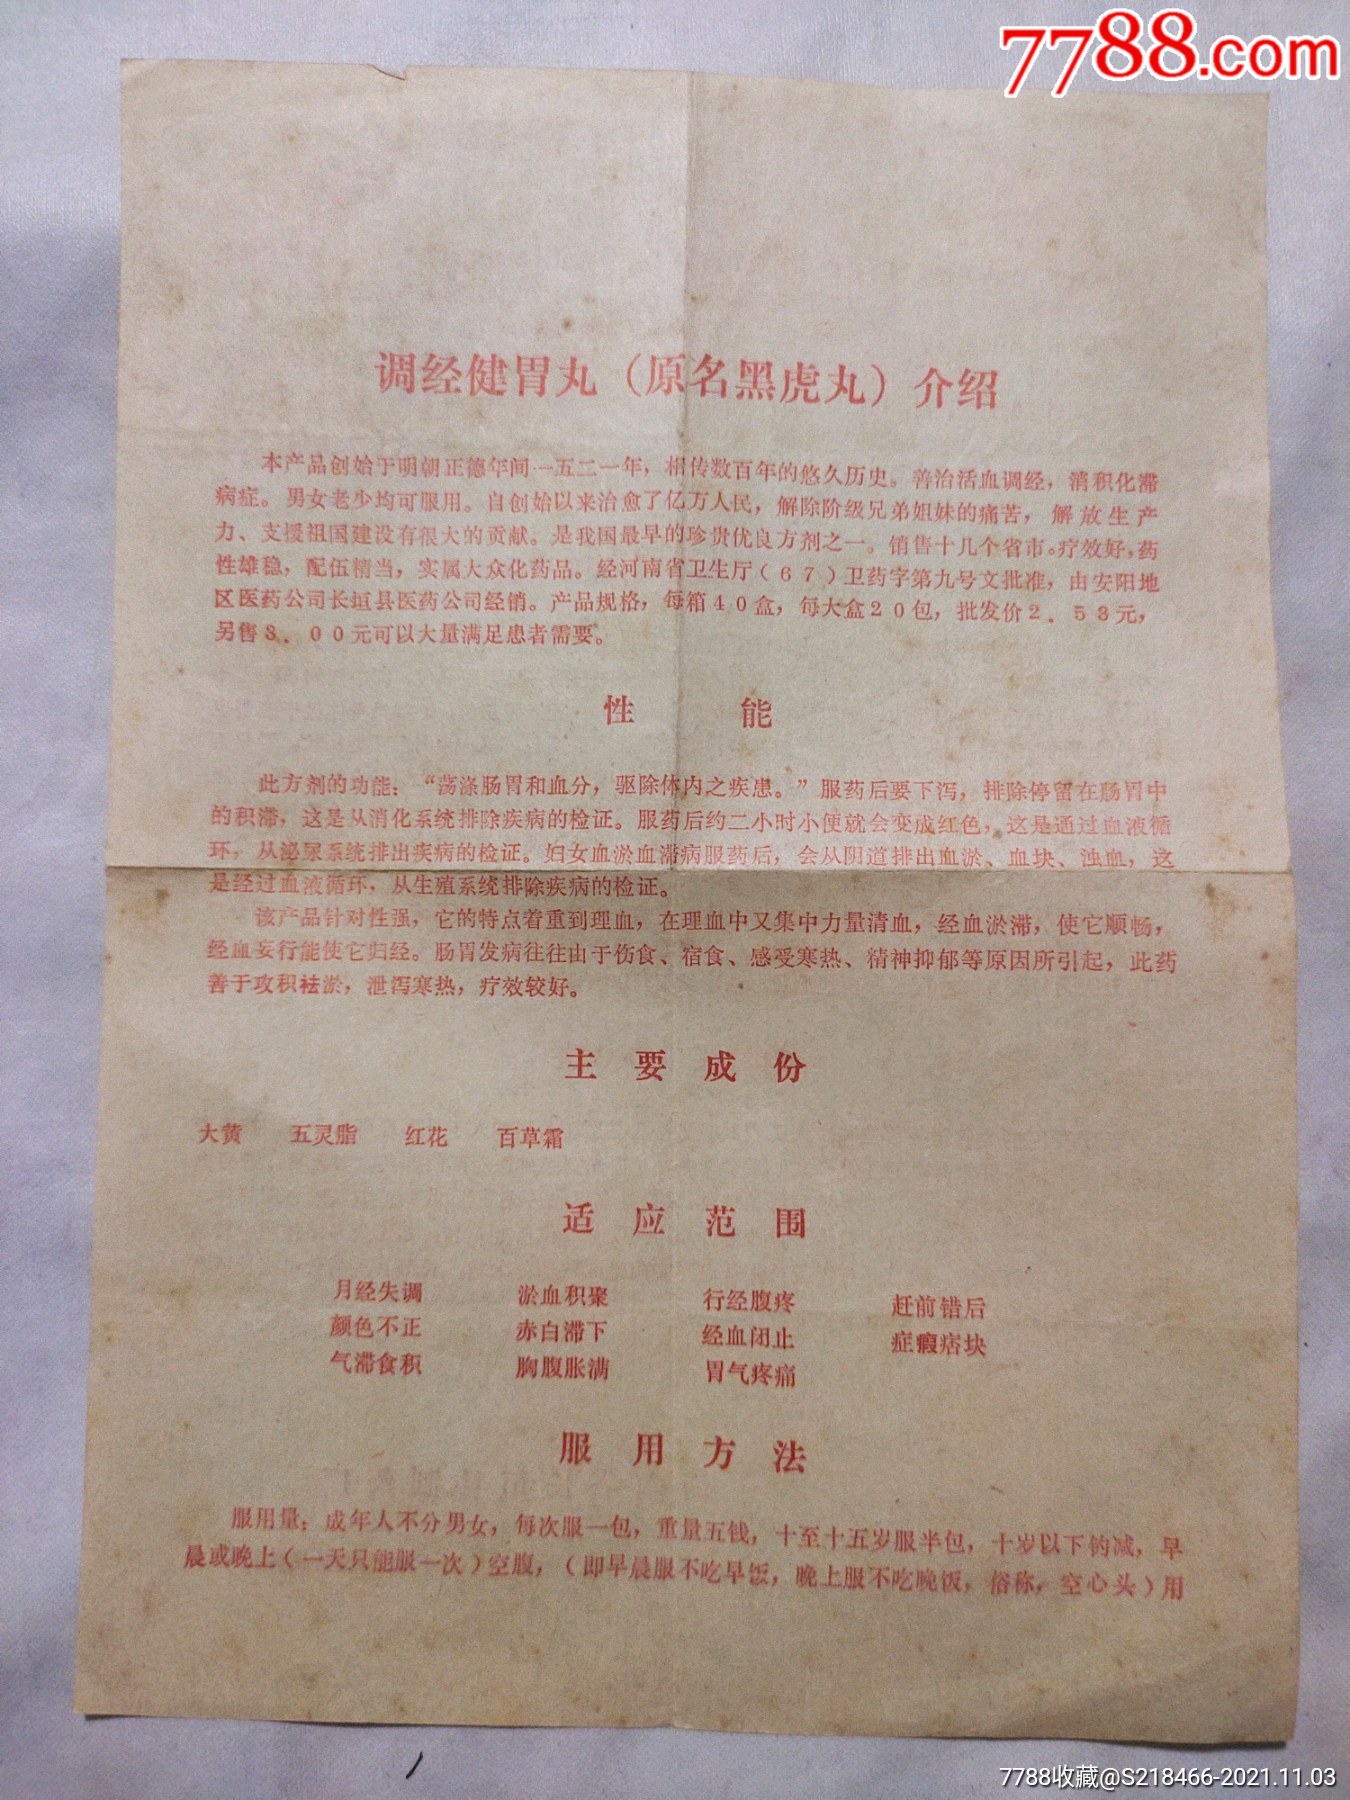 7788.com
调经健胃丸（原名黑虎丸）介绍
本产品创始于明朝正德年间一五二一年，相传数百年的悠久历史。善治活血调经，消积化滞
病症。男女老少均可服用。自创始以来治愈了亿万人民，解除阶级兄弟姐妹的痛苦，解放生产
力、支援祖国建设有很大的贡献。是我国最早的珍贵优良方剂之一。销售十几个省市。疗效好，药
性雄稳，配伍精当，实属大众化药品。经河南省卫生厅（67）卫药字第九号文批准，由安阳地
区医药公司长垣县医药公司经销。产品规格，每箱40盒，每大盒20包，批发价2．53元，
另售3．00元可以大量满足患者需要。
性能
此方剂的功能：“荡涤肠胃和血分，驱除体内之疾患。”服药后要下泻，排除停留在肠胃中
的积滞，这是从消化系统排除疾病的检证。服药后约二小时小便就会变成红色，这是通过血液循
环，从泌尿系统排出疾病的检证。妇女血淤血滞病服药后，会从阴道排出血淤、血块、浊血，这
是经过血液循环，从生殖系统排除疾病的检证。
该产品针对性强，它的特点着重到理血，在理血中又集中力量清血，经血淤滞，使它顺畅，
经血妄行能使它归经。肠胃发病往往由于伤食、宿食、感受寒热、精神抑郁等原因所引起，此药
善于攻积祛淤，泄泻寒热，疗效较好。
主要成份
大黄 五灵脂 红花 百草霜
适应范围
月经失调 淤血积聚 行经腹疼 赶前错后
颜色不正 赤白滞下 经血闭止 症瘕痞块
气滞食积 胸腹胀满 胃气疼痛
服用方法
服用量：成年人不分男女，每次服一包，重量五钱，十至十五岁服半包，十岁以下钓减，早
晨或晚上（一天只能服一次）空腹，（即早晨服不吃早饭，晚上服不吃晚饭，俗称，空心头）用
7788收藏@S218466-2021.11.03